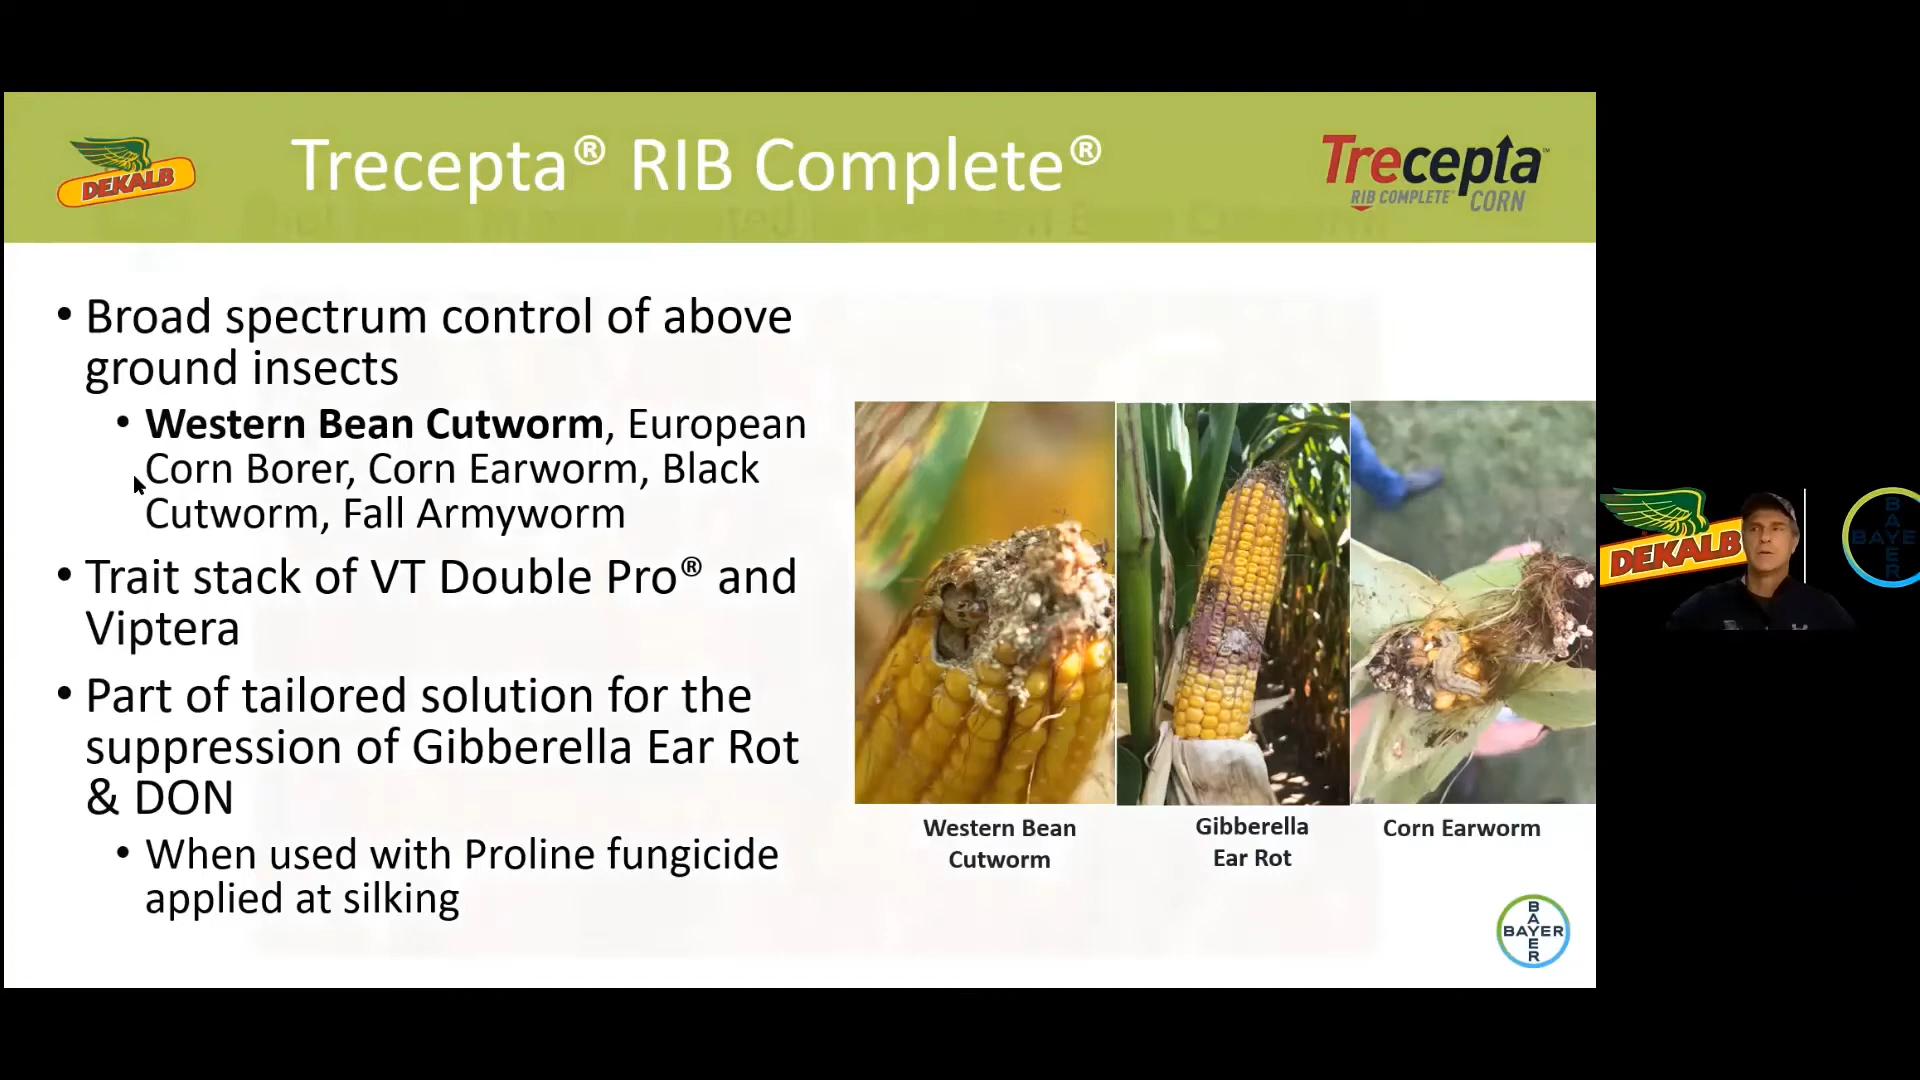 DEKALB
Trecepta® RIB Complete®
Trecepta™
RIB COMPLETE® CORN
• Broad spectrum control of above
ground insects
• Western Bean Cutworm, European
Corn Borer, Corn Earworm, Black
Cutworm, Fall Armyworm
• Trait stack of VT Double Pro® and
Viptera
• Part of tailored solution for the
suppression of Gibberella Ear Rot
& DON
• When used with Proline fungicide
applied at silking
Western Bean
Cutworm
Gibberella
Ear Rot
Corn Earworm
BAYER
BAYER
DEKALB
BAYER
BAYE